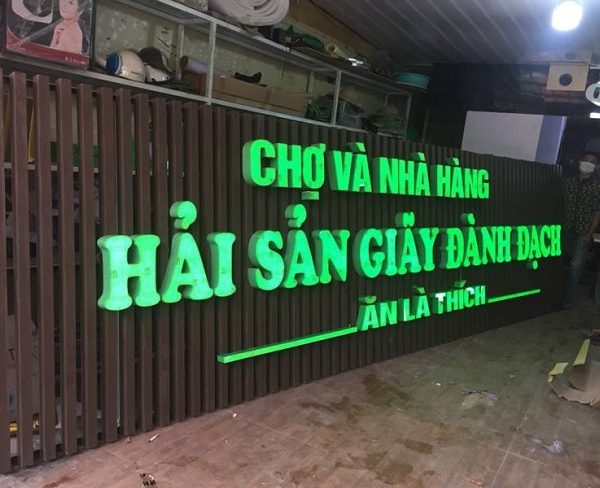 CHỢ VÀ NHÀ HÀNG
HẢI SẢN GIÃY ĐÀNH ĐẠCH
ĂN LÀ THÍCH